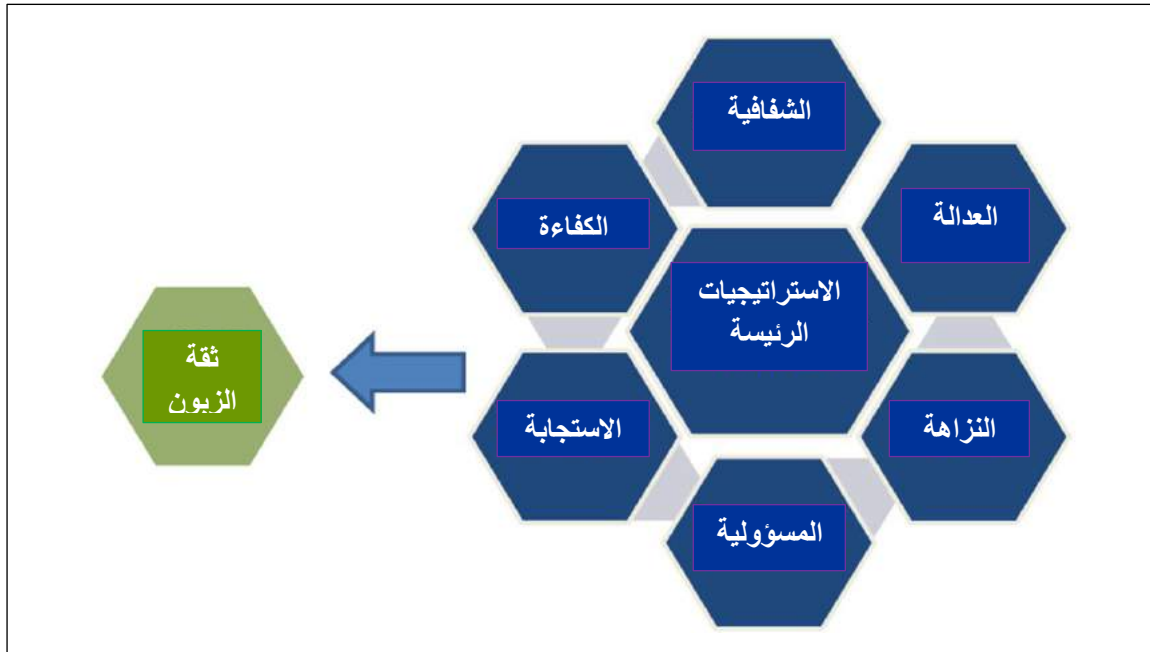 الشفافية
العدالة
الكفاءة
الاستراتيجيات
الرئيسة
ثقة
الزبون
النزاهة
الاستجابة
المسؤولية